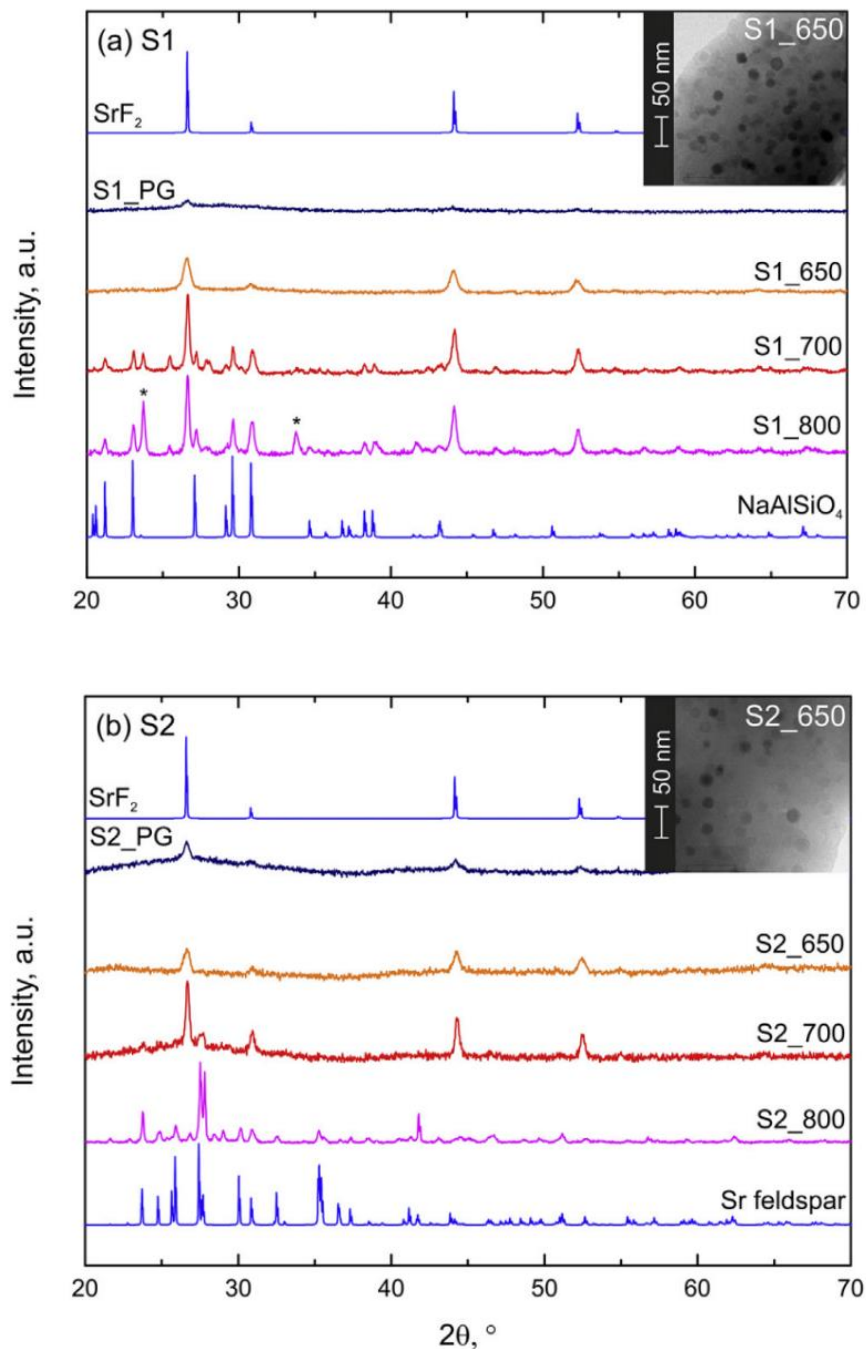 (a) S1
S1_650
50 nm
SrF₂
S1_PG
S1_650
S1_700
* *
S1_800
NaAlSiO₄
Intensity, a.u.
20 30 40 50 60 70
(b) S2
S2_650
50 nm
SrF₂
S2_PG
S2_650
S2_700
S2_800
Sr feldspar
Intensity, a.u.
20 30 40 50 60 70
2θ, °